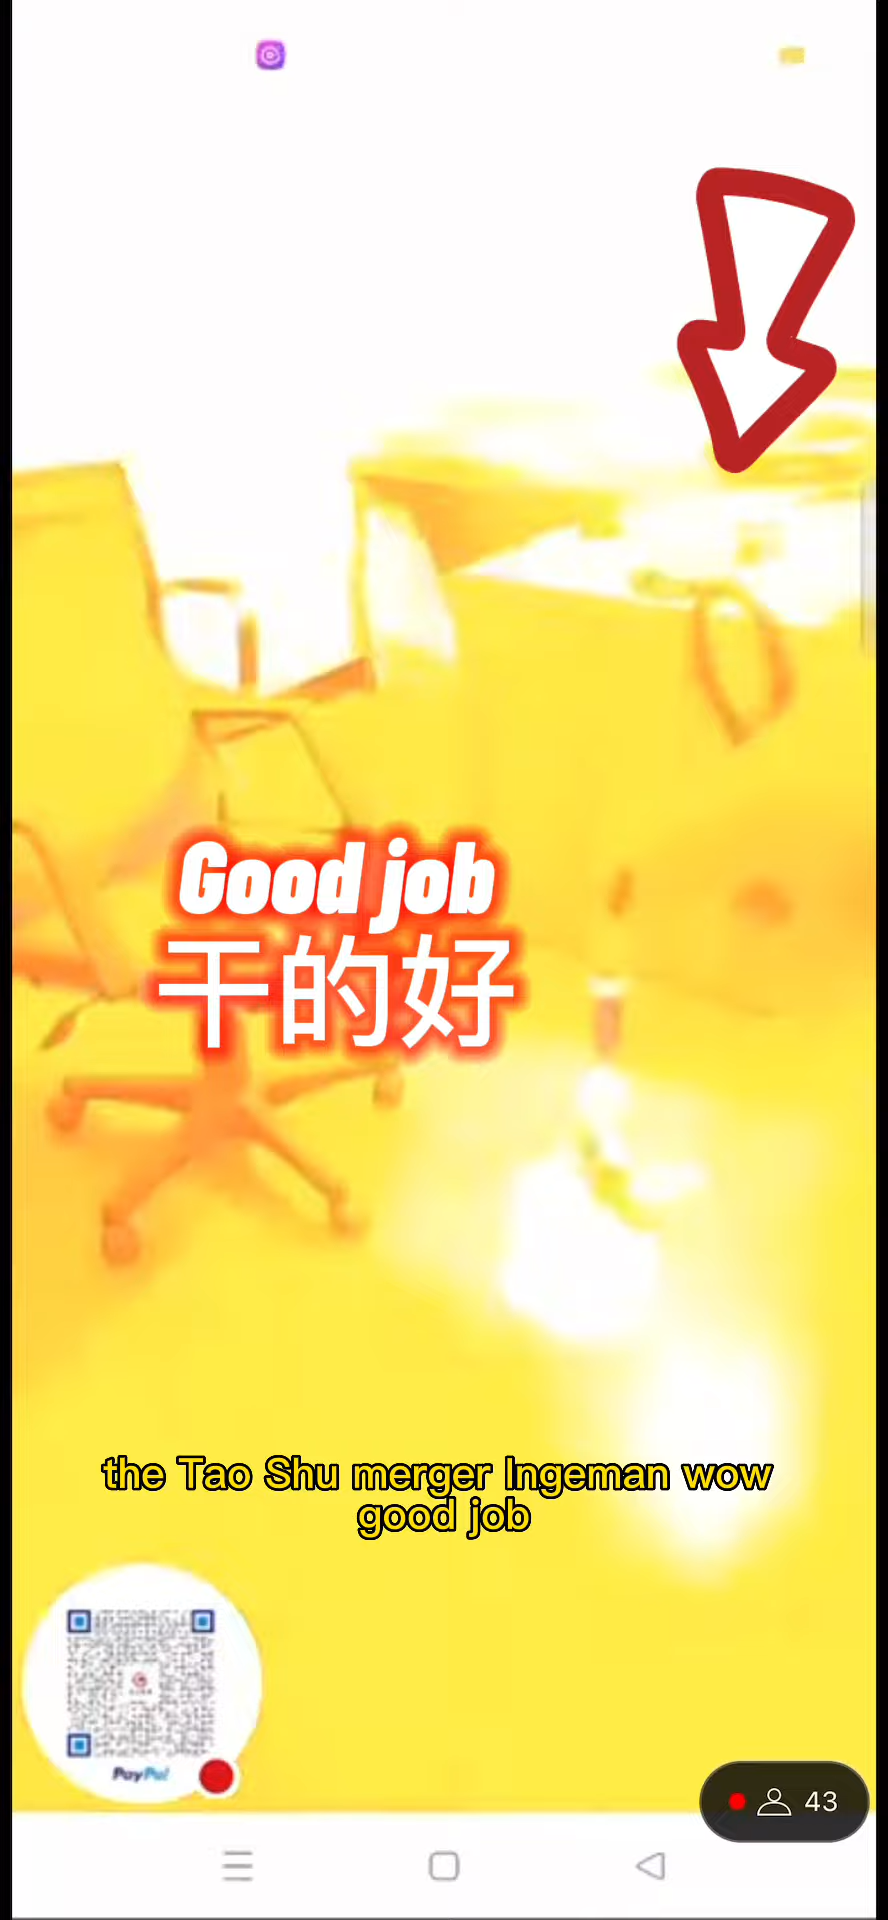 Good job
干的好
the Tao Shu merger Ingeman wow
good job
PayPal
43